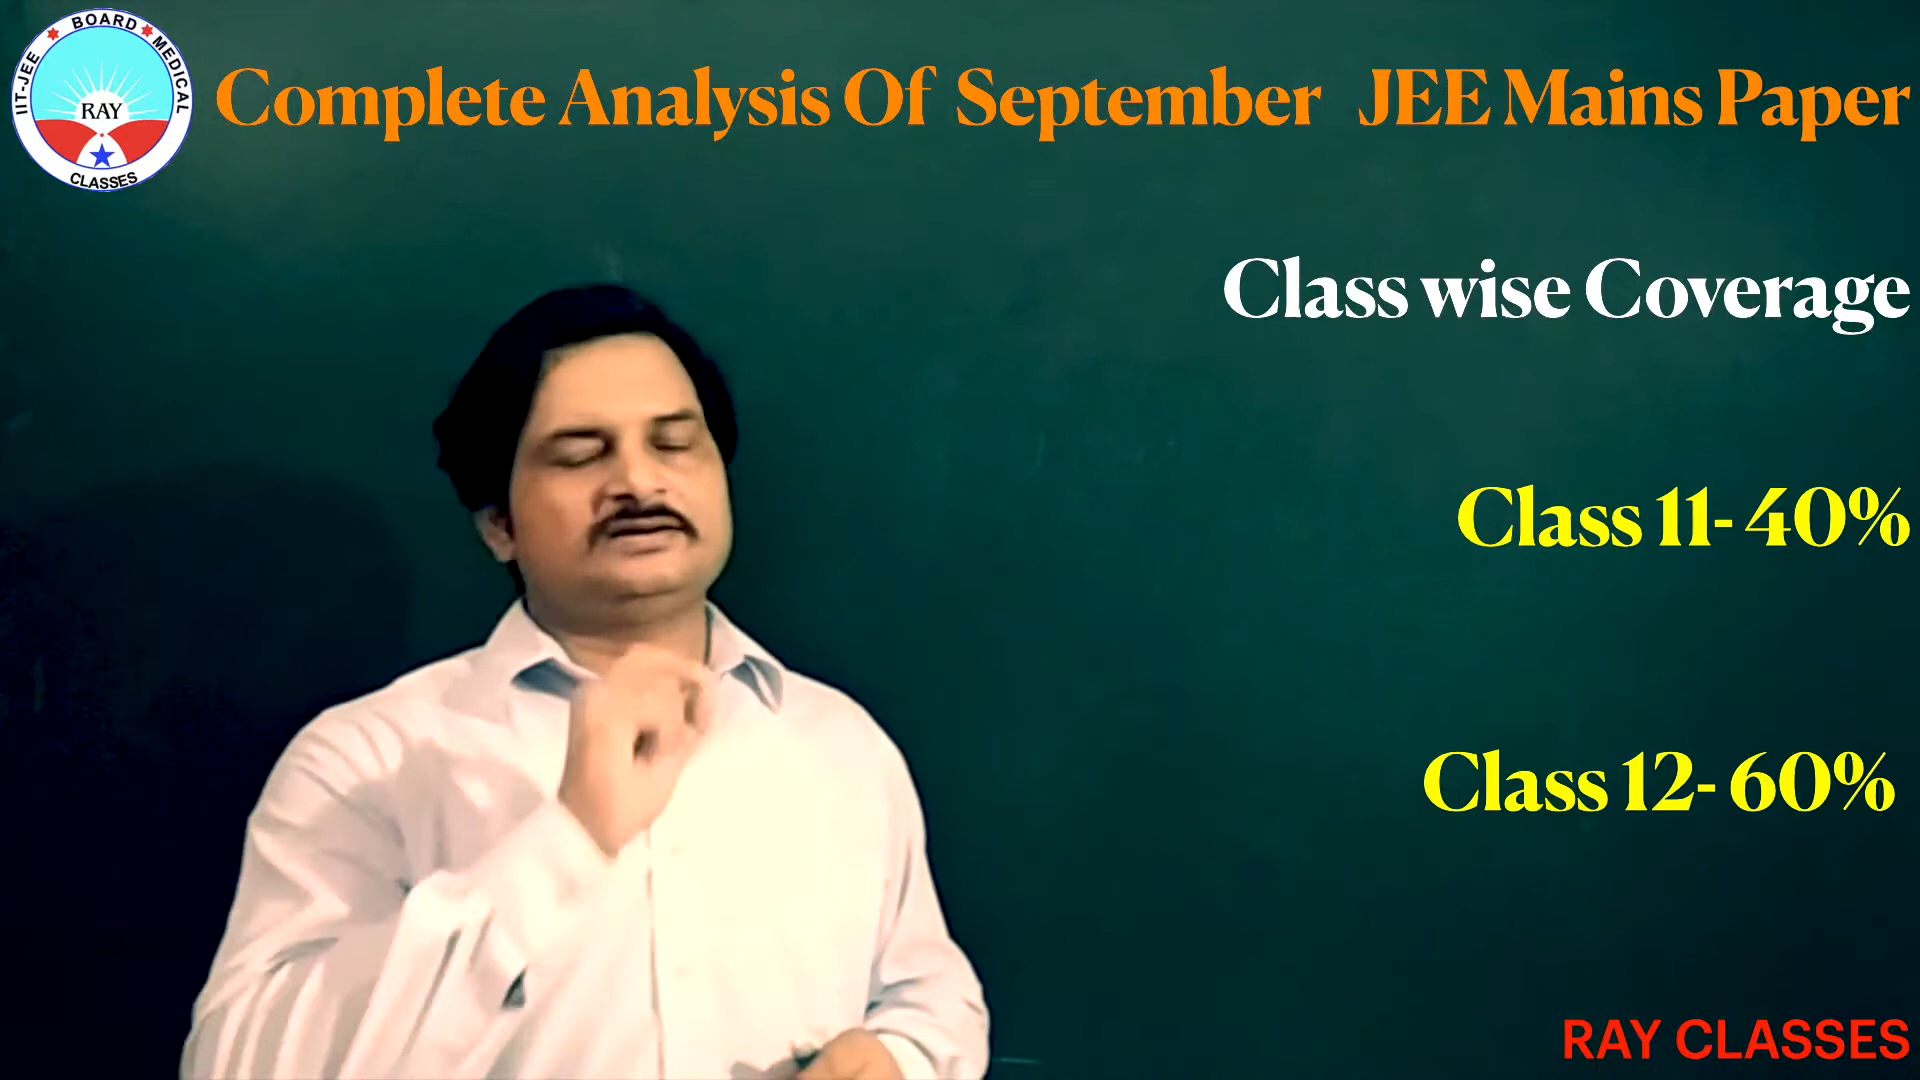 IIT-JEE BOARD MEDICAL
RAY
CLASSES
Complete Analysis Of September JEE Mains Paper
Class wise Coverage
Class 11- 40%
Class 12- 60%
RAY CLASSES